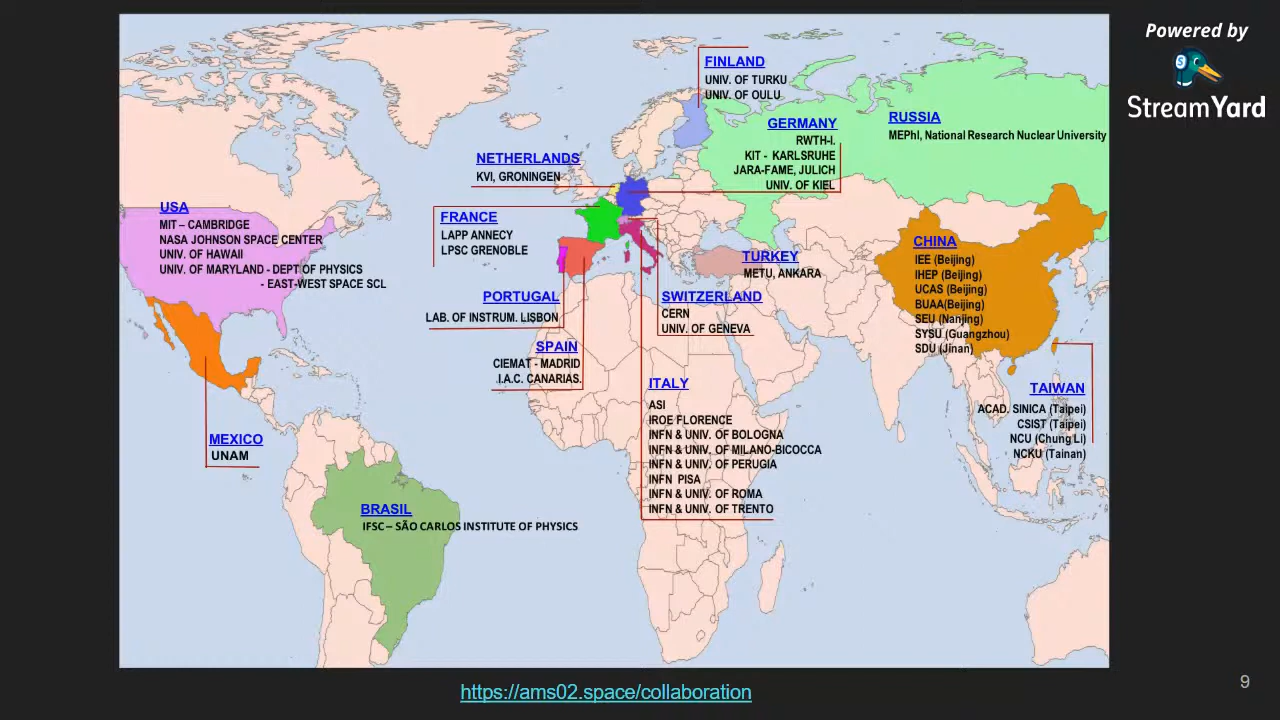 Powered by
StreamYard
FINLAND
UNIV. OF TURKU
UNIV. OF OULU
GERMANY
RWTH-I.
KIT - KARLSRUHE
JARA-FAME, JULICH
UNIV. OF KIEL
RUSSIA
MEPhI, National Research Nuclear University
NETHERLANDS
KVI, GRONINGEN
USA
MIT – CAMBRIDGE
NASA JOHNSON SPACE CENTER
UNIV. OF HAWAII
UNIV. OF MARYLAND - DEPT OF PHYSICS
- EAST-WEST SPACE SCL
FRANCE
LAPP ANNECY
LPSC GRENOBLE
TURKEY
METU, ANKARA
CHINA
IEE (Beijing)
IHEP (Beijing)
UCAS (Beijing)
BUAA(Beijing)
SEU (Nanjing)
SYSU (Guangzhou)
SDU (Jinan)
PORTUGAL
LAB. OF INSTRUM. LISBON
SWITZERLAND
CERN
UNIV. OF GENEVA
SPAIN
CIEMAT - MADRID
I.A.C. CANARIAS.
ITALY
ASI
IROE FLORENCE
INFN & UNIV. OF BOLOGNA
INFN & UNIV. OF MILANO-BICOCCA
INFN & UNIV. OF PERUGIA
INFN PISA
INFN & UNIV. OF ROMA
INFN & UNIV. OF TRENTO
TAIWAN
ACAD. SINICA (Taipei)
CSIST (Taipei)
NCU (Chung Li)
NCKU (Tainan)
MEXICO
UNAM
BRASIL
IFSC – SÃO CARLOS INSTITUTE OF PHYSICS
https://ams02.space/collaboration
9